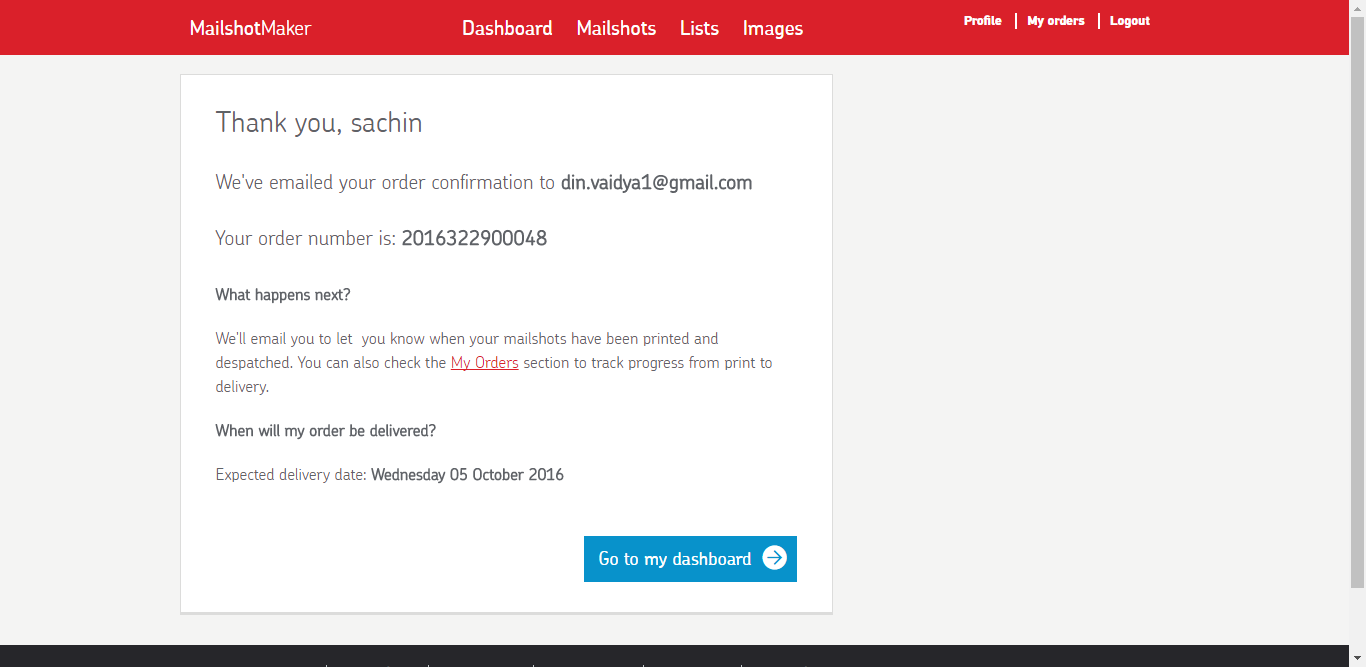 MailshotMaker Dashboard Mailshots Lists Images Profile My orders Logout
Thank you, sachin
We've emailed your order confirmation to din.vaidya1@gmail.com
Your order number is: 2016322900048
What happens next?
We'll email you to let  you know when your mailshots have been printed and
despatched. You can also check the My Orders section to track progress from print to
delivery.
When will my order be delivered?
Expected delivery date: Wednesday 05 October 2016
Go to my dashboard